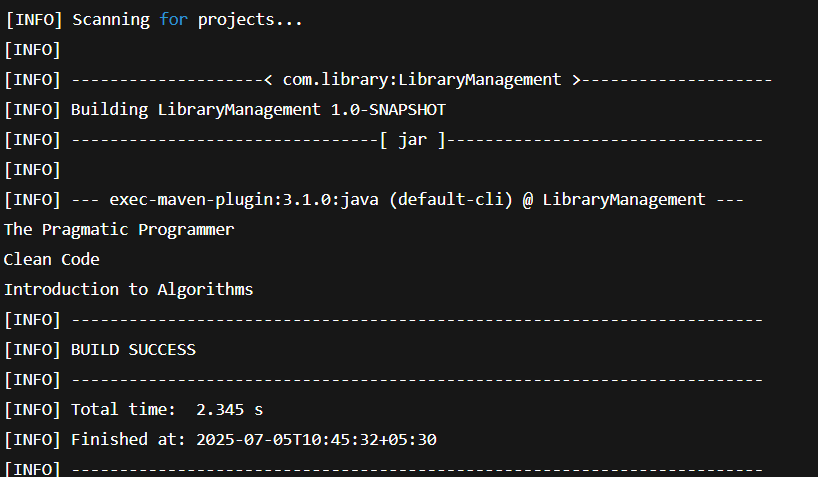 [INFO] Scanning for projects...
[INFO]
[INFO] --------------------< com.library:LibraryManagement >--------------------
[INFO] Building LibraryManagement 1.0-SNAPSHOT
[INFO] --------------------------------[ jar ]---------------------------------
[INFO]
[INFO] --- exec-maven-plugin:3.1.0:java (default-cli) @ LibraryManagement ---
The Pragmatic Programmer
Clean Code
Introduction to Algorithms
[INFO] ------------------------------------------------------------------------
[INFO] BUILD SUCCESS
[INFO] ------------------------------------------------------------------------
[INFO] Total time:  2.345 s
[INFO] Finished at: 2025-07-05T10:45:32+05:30
[INFO] ------------------------------------------------------------------------